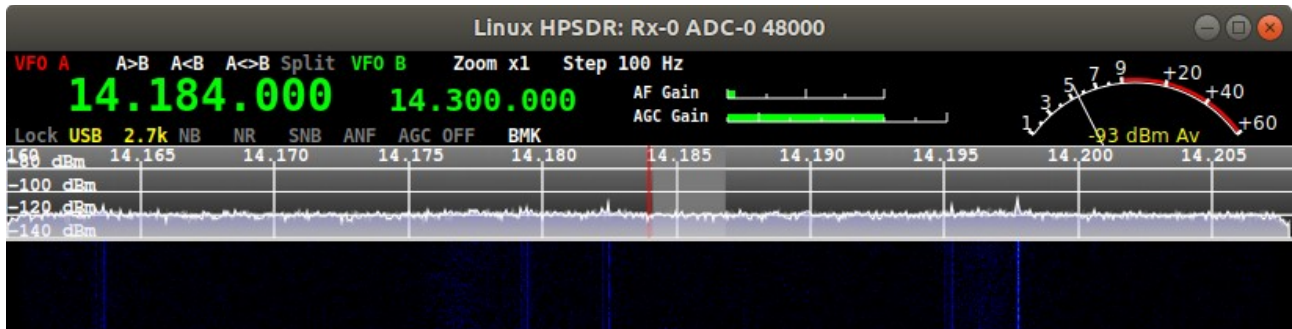 Linux HPSDR: Rx-0 ADC-0 48000
VFO A A>B A<B A<>B Split VFO B Zoom x1 Step 100 Hz
14.184.000 14.300.000
AF Gain
AGC Gain
Lock USB 2.7k NB NR SNB ANF AGC OFF BMK
1 3 5 7 9 +20 +40 +60
-93 dBm Av
160 14.165 14.170 14.175 14.180 14.185 14.190 14.195 14.200 14.205
-80 dBm
-100 dBm
-120 dBm
-140 dBm